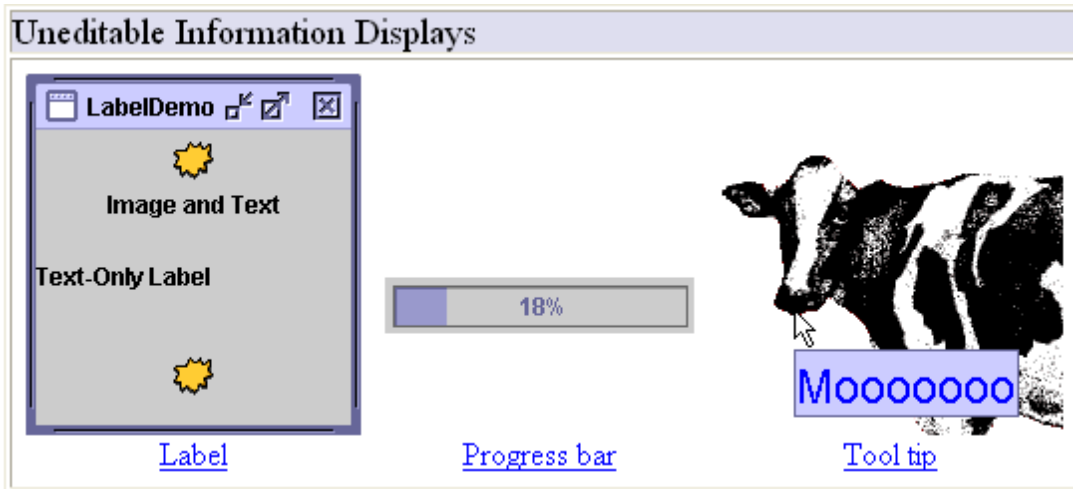 Uneditable Information Displays
LabelDemo
Image and Text
Text-Only Label
18%
Mooooooo
Label
Progress bar
Tool tip